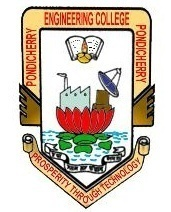 ENGINEERING COLLEGE
PONDICHERRY
PONDICHERRY
PROSPERITY THROUGH TECHNOLOGY